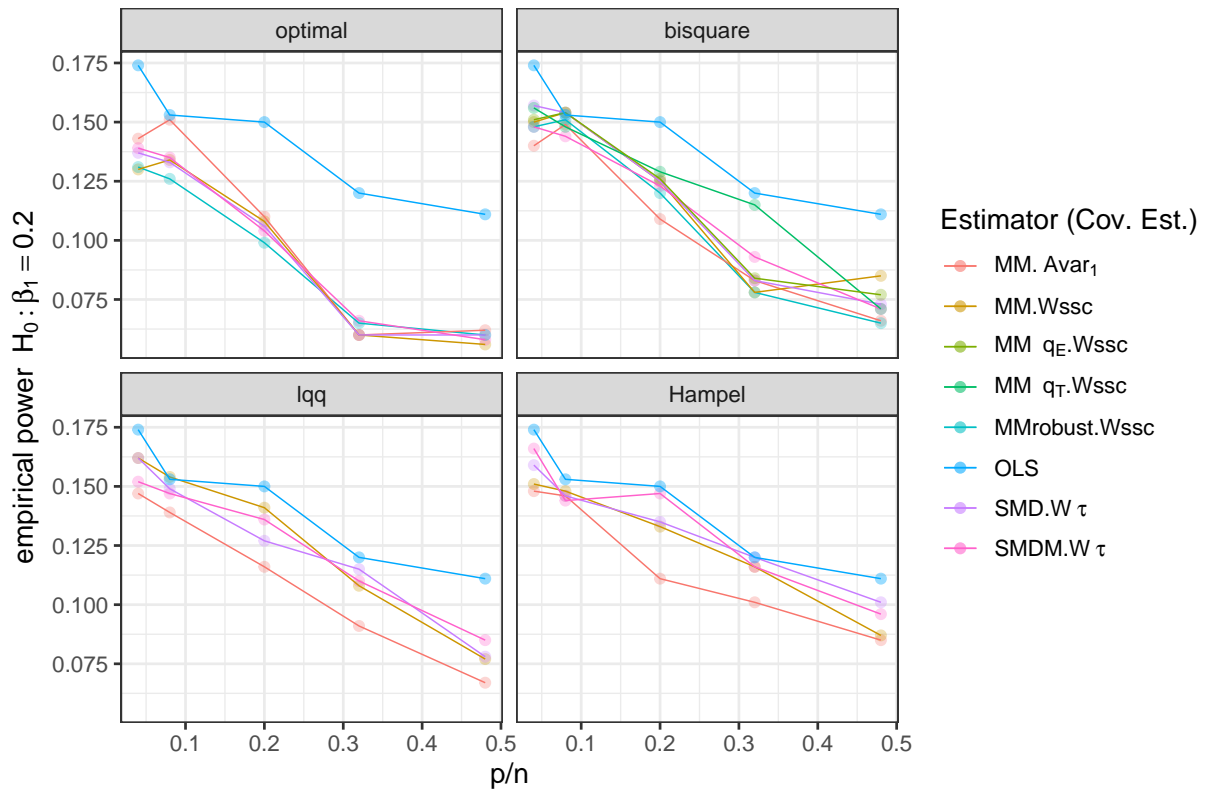 optimal
bisquare
0.175
0.150
0.125
0.100
0.075
lqq
Hampel
0.175
0.150
0.125
0.100
0.075
0.1 0.2 0.3 0.4 0.5
0.1 0.2 0.3 0.4 0.5
p/n
empirical power H₀ : β₁ = 0.2
Estimator (Cov. Est.)
MM. Avar₁
MM.Wssc
MM q_E.Wssc
MM q_T.Wssc
MMrobust.Wssc
OLS
SMD.W τ
SMDM.W τ